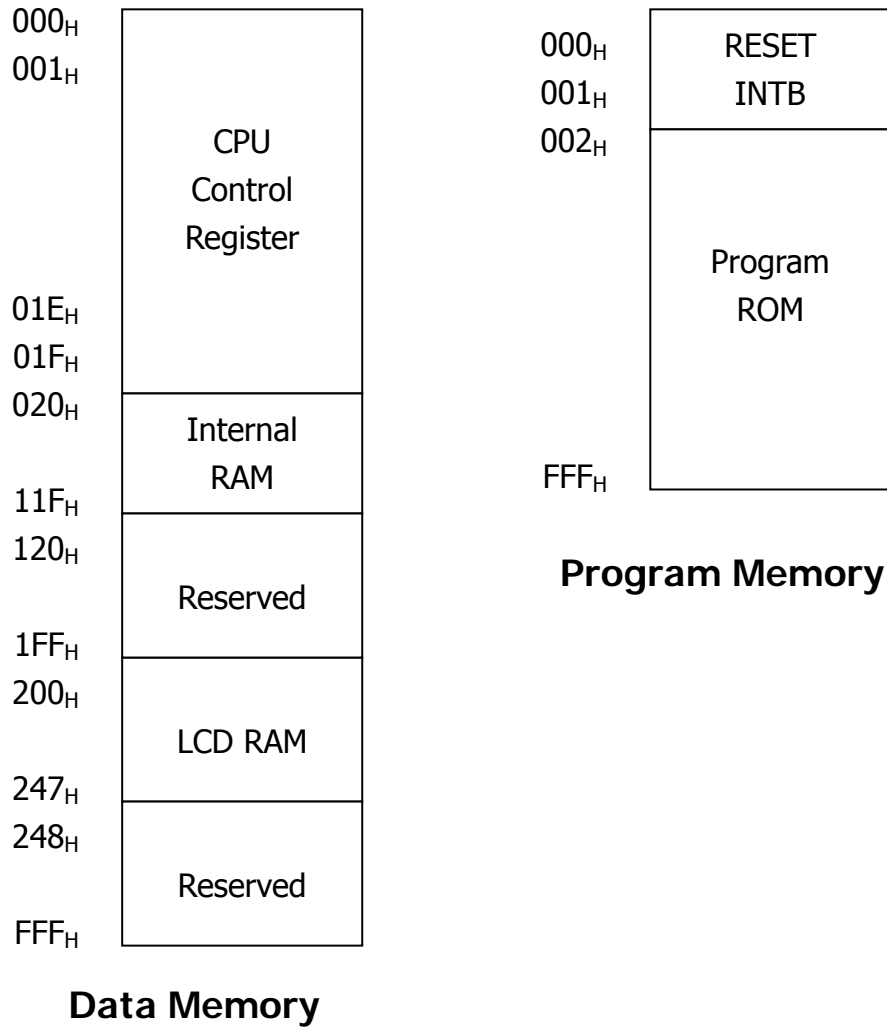 000H
001H
CPU
Control
Register
01EH
01FH
020H
Internal
RAM
11FH
120H
Reserved
1FFH
200H
LCD RAM
247H
248H
Reserved
FFFH
Data Memory
000H
RESET
001H
INTB
002H
Program
ROM
FFFH
Program Memory